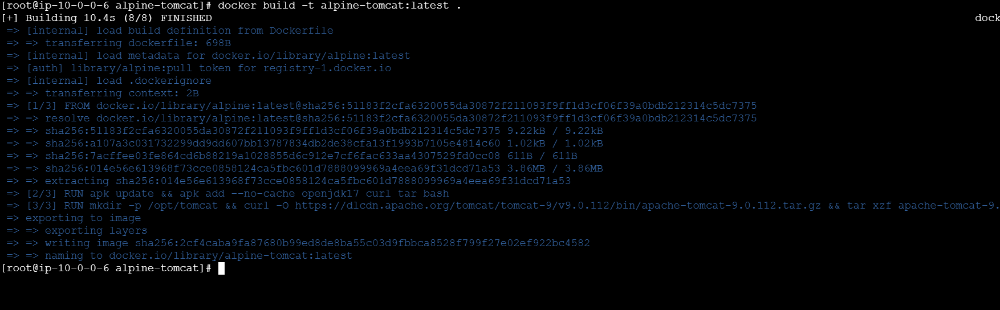 [root@ip-10-0-0-6 alpine-tomcat]# docker build -t alpine-tomcat:latest .
[+] Building 10.4s (8/8) FINISHED dock
=> [internal] load build definition from Dockerfile
=> => transferring dockerfile: 698B
=> [internal] load metadata for docker.io/library/alpine:latest
=> [auth] library/alpine:pull token for registry-1.docker.io
=> [internal] load .dockerignore
=> => transferring context: 2B
=> [1/3] FROM docker.io/library/alpine:latest@sha256:51183f2cfa6320055da30872f211093f9ff1d3cf06f39a0bdb212314c5dc7375
=> => resolve docker.io/library/alpine:latest@sha256:51183f2cfa6320055da30872f211093f9ff1d3cf06f39a0bdb212314c5dc7375
=> => sha256:51183f2cfa6320055da30872f211093f9ff1d3cf06f39a0bdb212314c5dc7375 9.22kB / 9.22kB
=> => sha256:a107a3c031732299dd9dd607bb13787834db2de38cfa13f1993b7105e4814c60 1.02kB / 1.02kB
=> => sha256:7acffee03fe864cd6b88219a1028855d6c912e7cf6fac633aa4307529fd0cc08 611B / 611B
=> => sha256:014e56e613968f73cce0858124ca5fbc601d7888099969a4eea69f31dcd71a53 3.86MB / 3.86MB
=> => extracting sha256:014e56e613968f73cce0858124ca5fbc601d7888099969a4eea69f31dcd71a53
=> [2/3] RUN apk update && apk add --no-cache openjdk17 curl tar bash
=> [3/3] RUN mkdir -p /opt/tomcat && curl -O https://dlcdn.apache.org/tomcat/tomcat-9/v9.0.112/bin/apache-tomcat-9.0.112.tar.gz && tar xzf apache-tomcat-9.
=> exporting to image
=> => exporting layers
=> => writing image sha256:2cf4caba9fa87680b99ed8de8ba55c03d9fbbca8528f799f27e02ef922bc4582
=> => naming to docker.io/library/alpine-tomcat:latest
[root@ip-10-0-0-6 alpine-tomcat]#